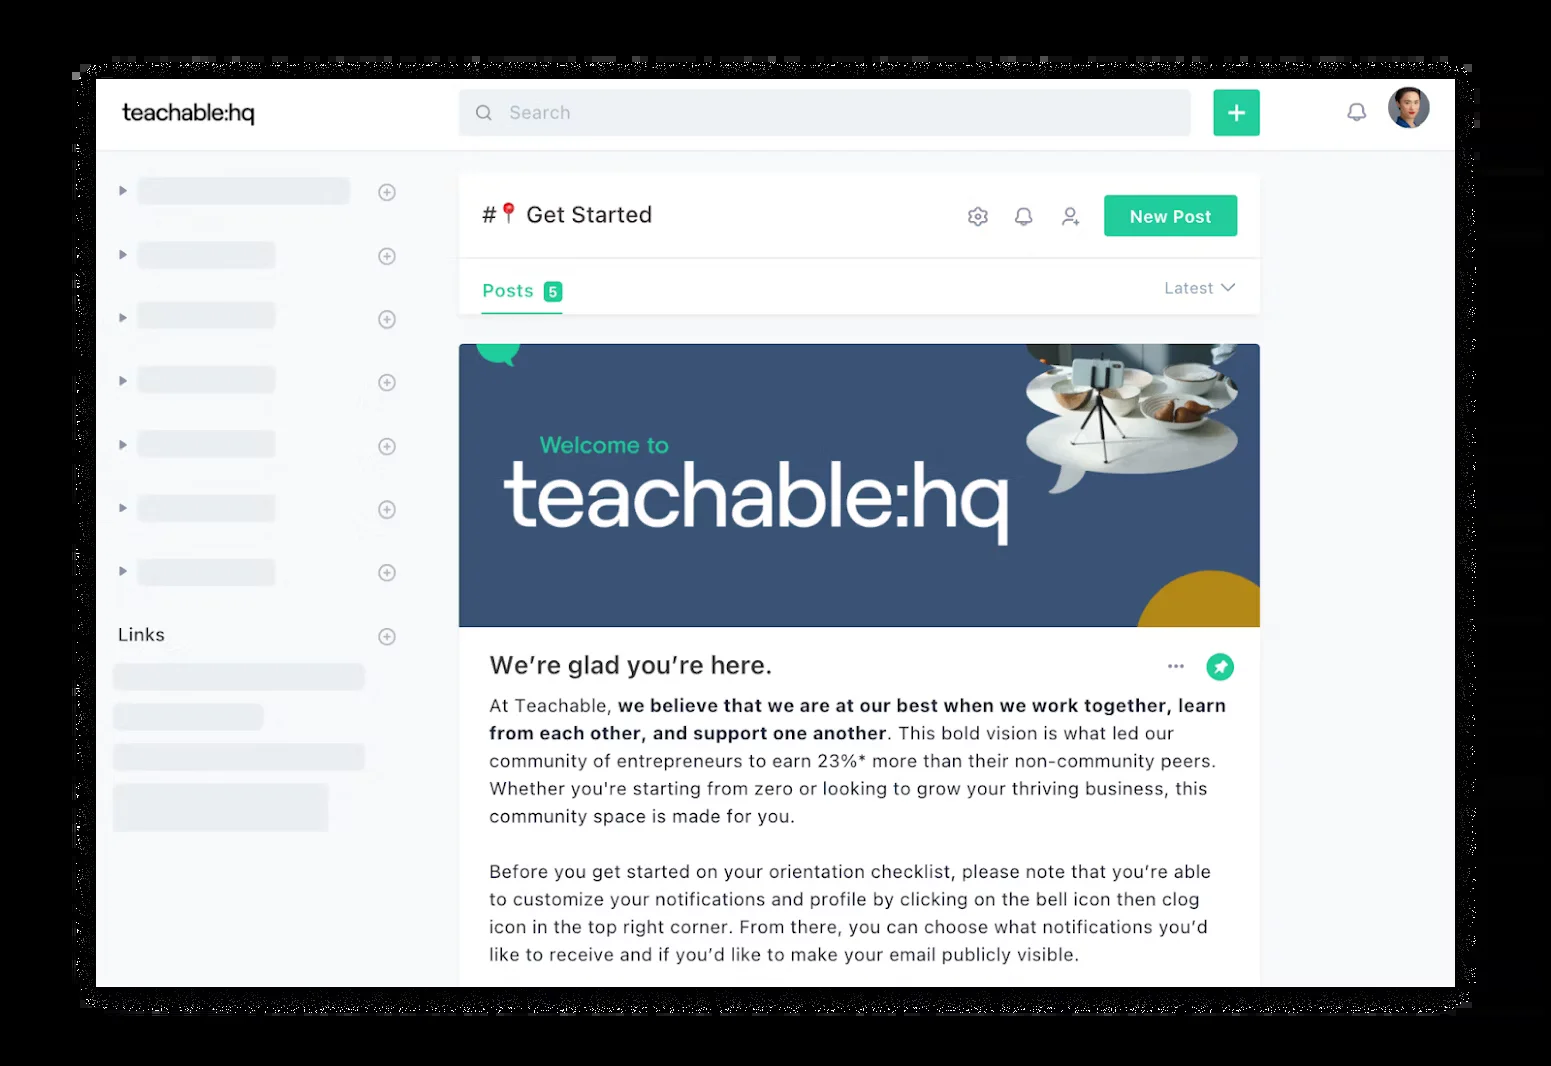 teachable:hq
Search
#📍 Get Started
New Post
Posts 5
Latest
Welcome to
teachable:hq
Links
We’re glad you’re here.
At Teachable, we believe that we are at our best when we work together, learn
from each other, and support one another. This bold vision is what led our
community of entrepreneurs to earn 23%* more than their non-community peers.
Whether you're starting from zero or looking to grow your thriving business, this
community space is made for you.
Before you get started on your orientation checklist, please note that you’re able
to customize your notifications and profile by clicking on the bell icon then clog
icon in the top right corner. From there, you can choose what notifications you’d
like to receive and if you’d like to make your email publicly visible.